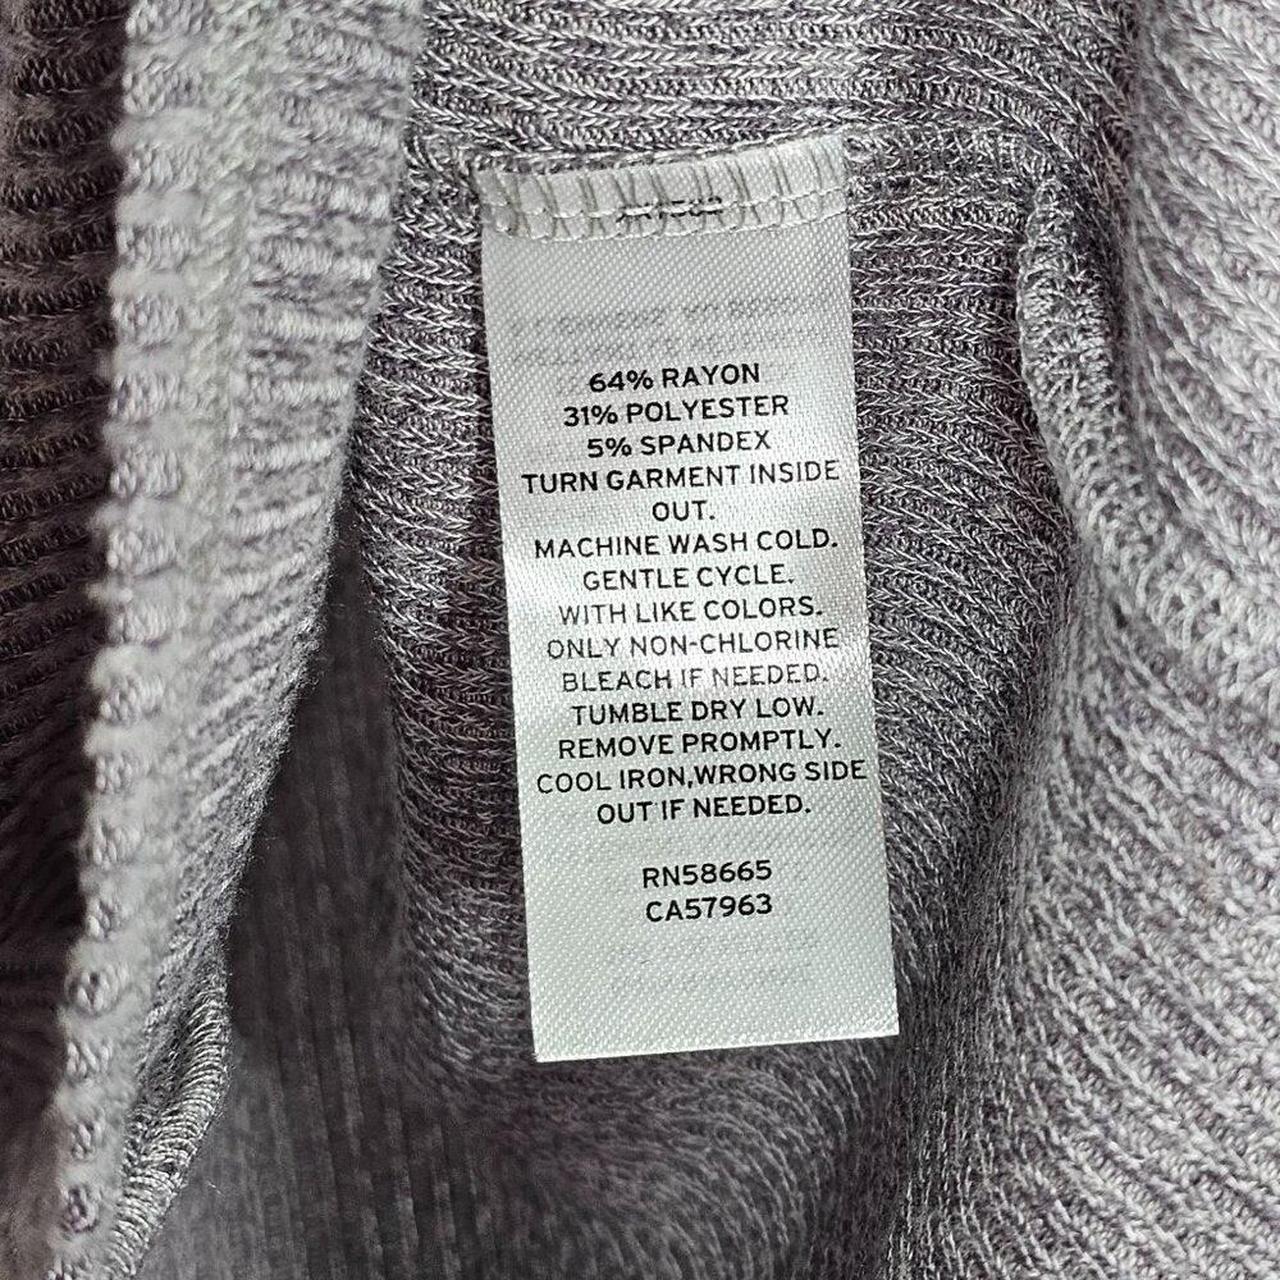 64% RAYON
31% POLYESTER
5% SPANDEX
TURN GARMENT INSIDE
OUT.
MACHINE WASH COLD.
GENTLE CYCLE.
WITH LIKE COLORS.
ONLY NON-CHLORINE
BLEACH IF NEEDED.
TUMBLE DRY LOW.
REMOVE PROMPTLY.
COOL IRON,WRONG SIDE
OUT IF NEEDED.
RN58665
CA57963